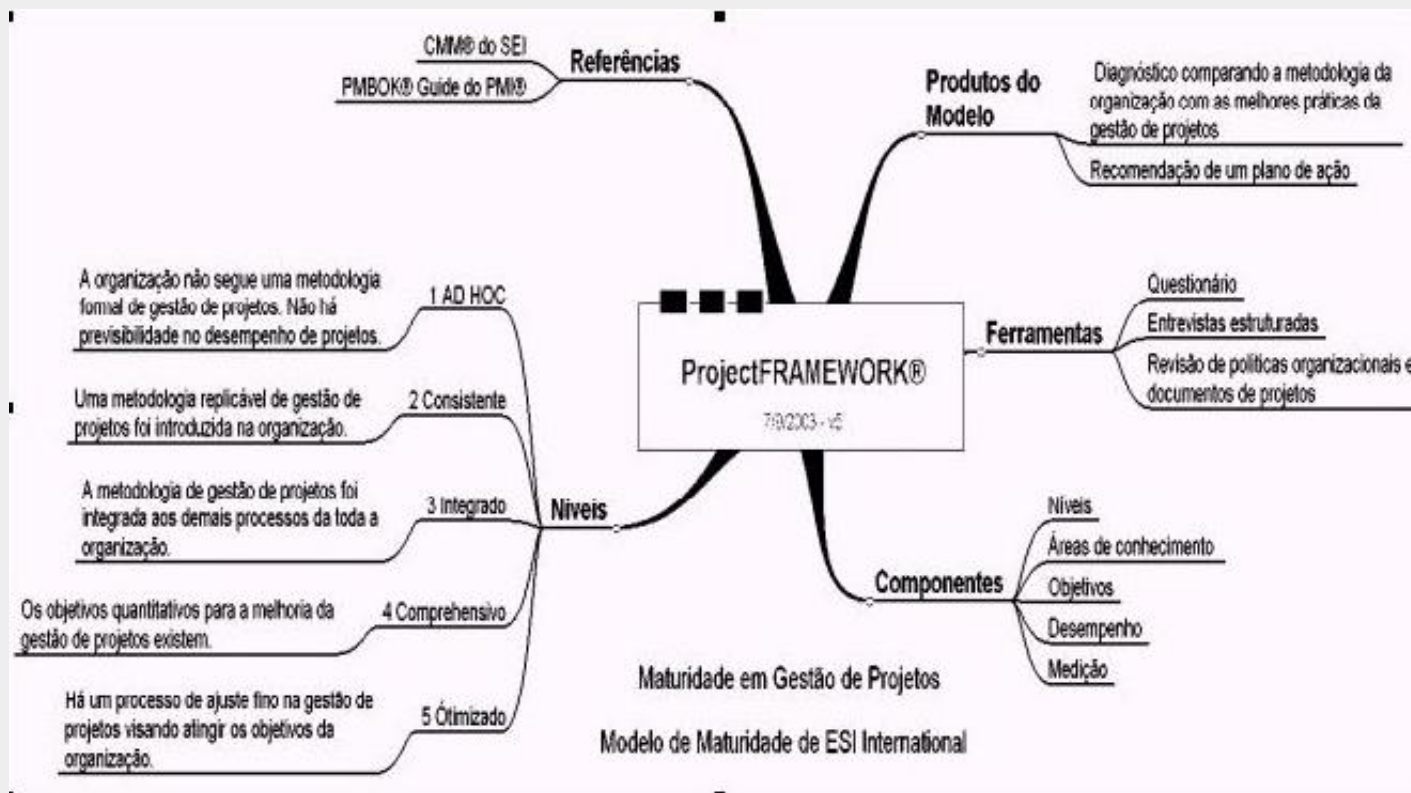 CMM® do SEI
PMBOK® Guide do PMI®
Referências
Produtos do
Modelo
Diagnóstico comparando a metodologia da
organização com as melhores práticas da
gestão de projetos
Recomendação de um plano de ação
A organização não segue uma metodologia
formal de gestão de projetos. Não há
previsibilidade no desempenho de projetos.
1 AD HOC
Uma metodologia replicável de gestão de
projetos foi introduzida na organização.
2 Consistente
A metodologia de gestão de projetos foi
integrada aos demais processos da toda a
organização.
3 Integrado
Os objetivos quantitativos para a melhoria da
gestão de projetos existem.
4 Comprehensivo
Há um processo de ajuste fino na gestão de
projetos visando atingir os objetivos da
organização.
5 Ótimizado
Níveis
ProjectFRAMEWORK®
- v5
Ferramentas
Questionário
Entrevistas estruturadas
Revisão de políticas organizacionais e
documentos de projetos
Componentes
Níveis
Áreas de conhecimento
Objetivos
Desempenho
Medição
Maturidade em Gestão de Projetos
Modelo de Maturidade de ESI International